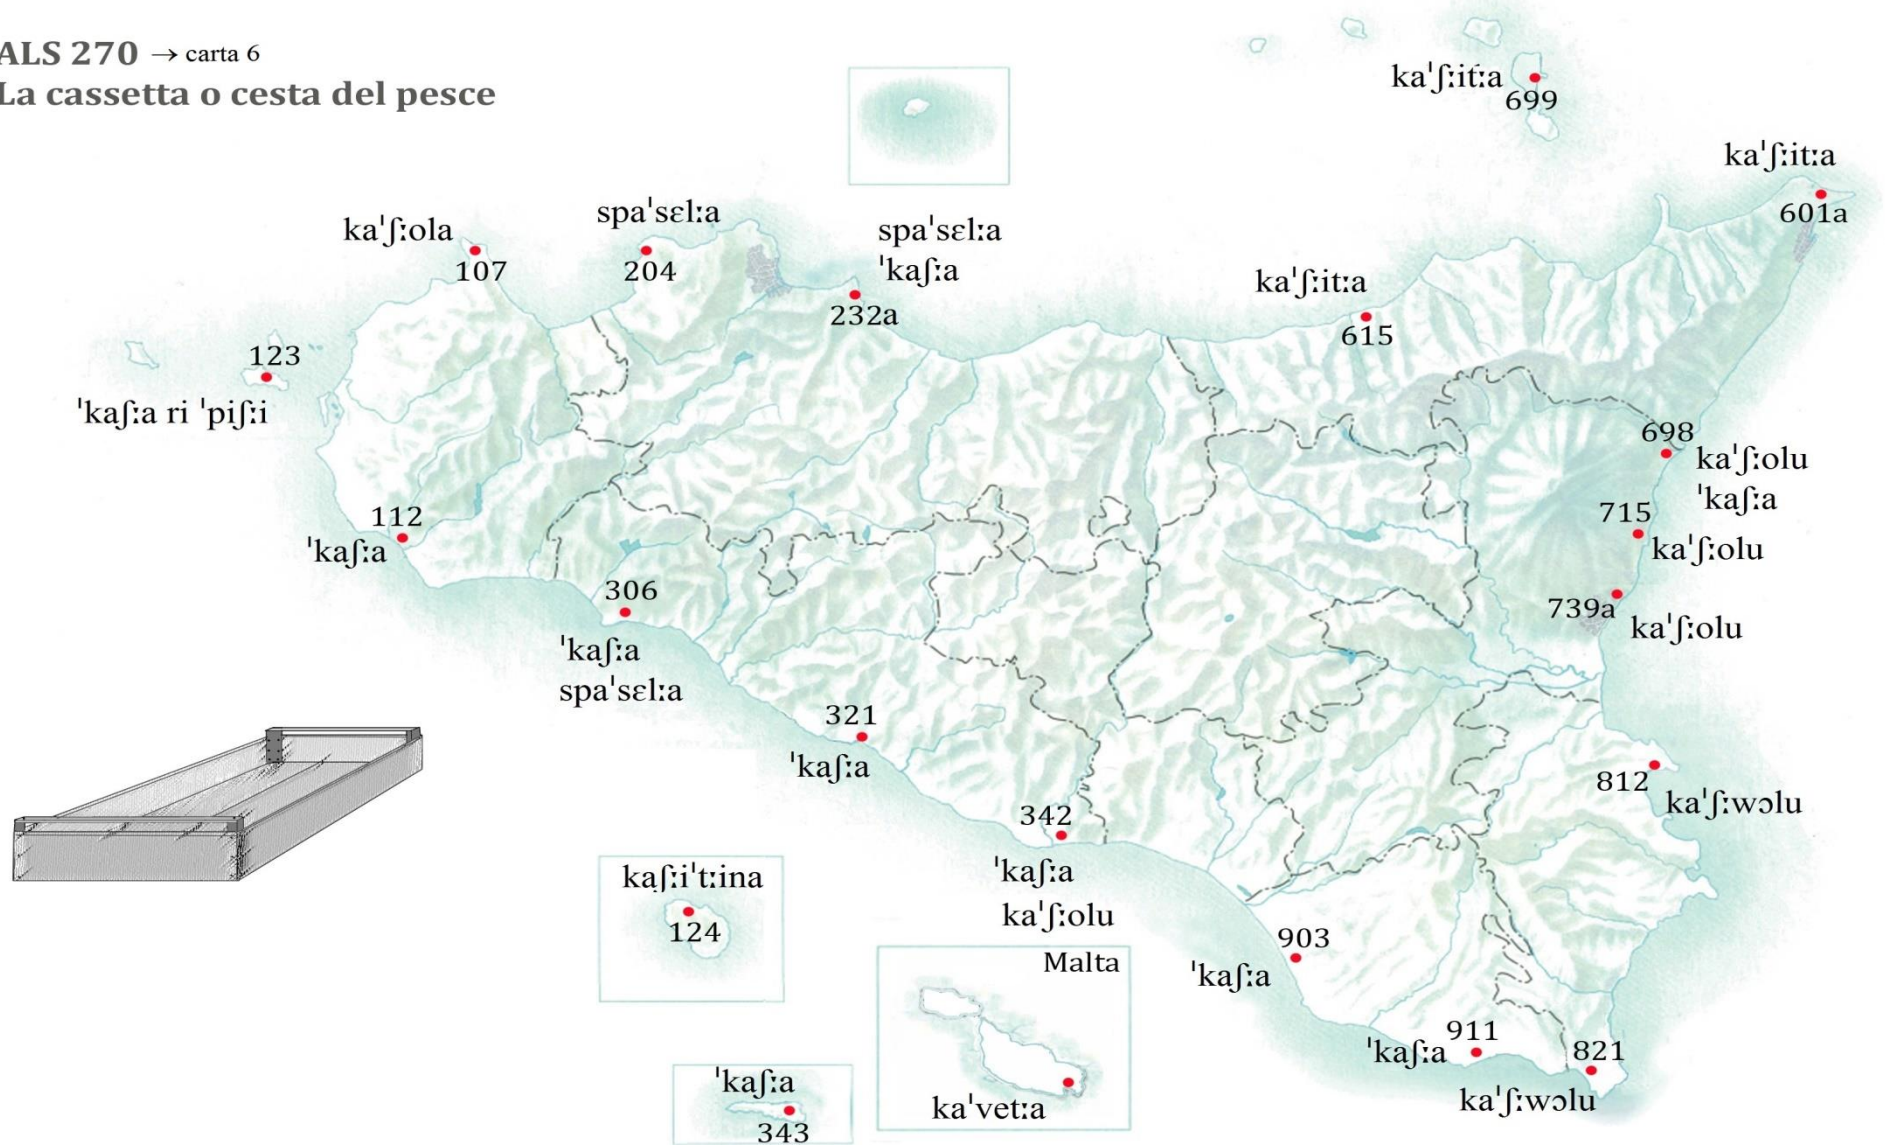 ALS 270 → carta 6
La cassetta o cesta del pesce
kaˈʃːitːa
699
kaˈʃːitːa
601a
kaˈʃːola
107
spaˈsɛlːa
204
spaˈsɛlːa
ˈkaʃːa
232a
kaˈʃːitːa
615
123
ˈkaʃːa ri ˈpiʃːi
698
kaˈʃːolu
ˈkaʃːa
112
ˈkaʃːa
715
kaˈʃːolu
306
ˈkaʃːa
spaˈsɛlːa
739a
kaˈʃːolu
321
ˈkaʃːa
812
kaˈʃːwɔlu
342
ˈkaʃːa
kaˈʃːolu
kaʃːiˈtːina
124
Malta
kaˈvetːa
903
ˈkaʃːa
911
ˈkaʃːa
821
kaˈʃːwɔlu
ˈkaʃːa
343